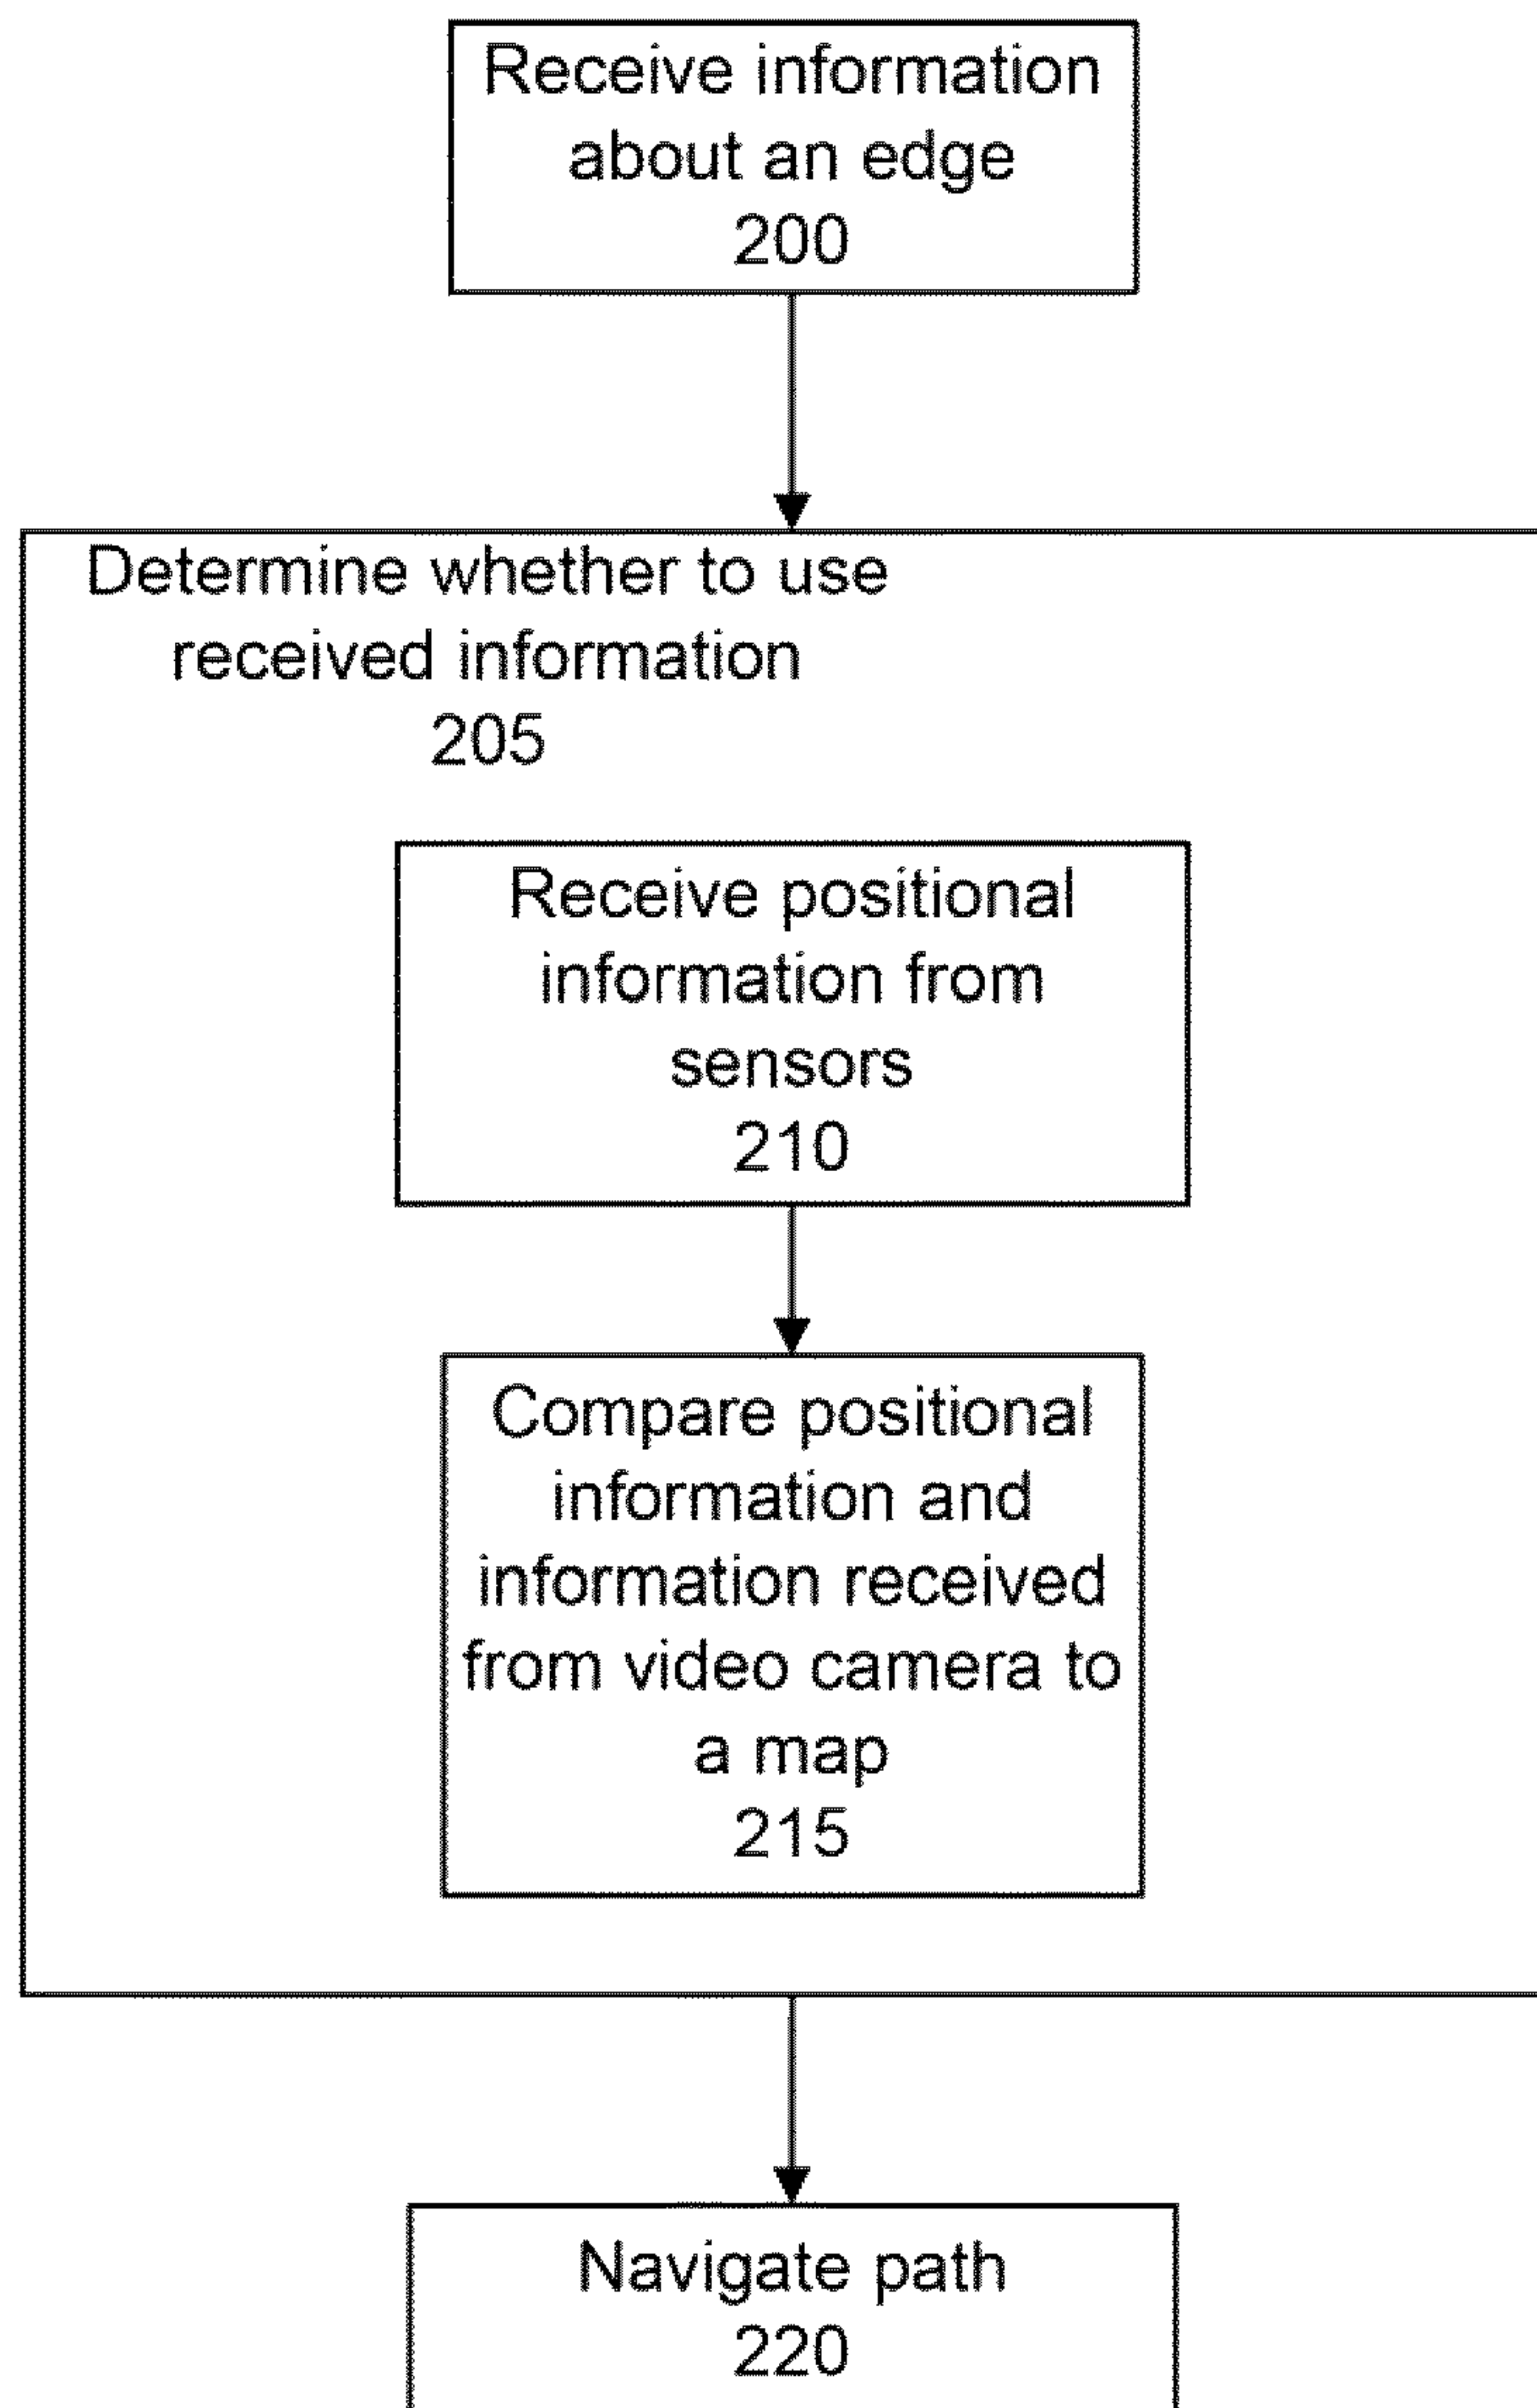 Receive information
about an edge
200
Determine whether to use
received information
205
Receive positional
information from
sensors
210
Compare positional
information and
information received
from video camera to
a map
215
Navigate path
220